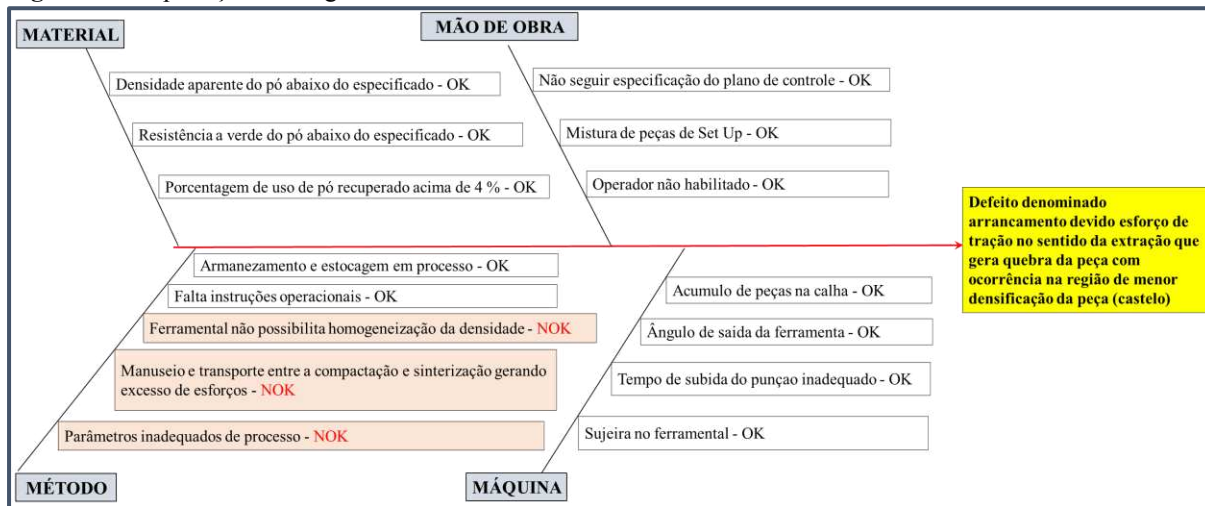 MATERIAL
MÃO DE OBRA
Densidade aparente do pó abaixo do especificado - OK
Resistência a verde do pó abaixo do especificado - OK
Porcentagem de uso de pó recuperado acima de 4 % - OK
Não seguir especificação do plano de controle - OK
Mistura de peças de Set Up - OK
Operador não habilitado - OK
Defeito denominado
arrancamento devido esforço de
tração no sentido da extração que
gera quebra da peça com
ocorrência na região de menor
densificação da peça (castelo)
Armanezamento e estocagem em processo - OK
Falta instruções operacionais - OK
Ferramental não possibilita homogeneização da densidade - NOK
Manuseio e transporte entre a compactação e sinterização gerando
excesso de esforços - NOK
Parâmetros inadequados de processo - NOK
Acumulo de peças na calha - OK
Ângulo de saida da ferramenta - OK
Tempo de subida do punçao inadequado - OK
Sujeira no ferramental - OK
MÉTODO
MÁQUINA